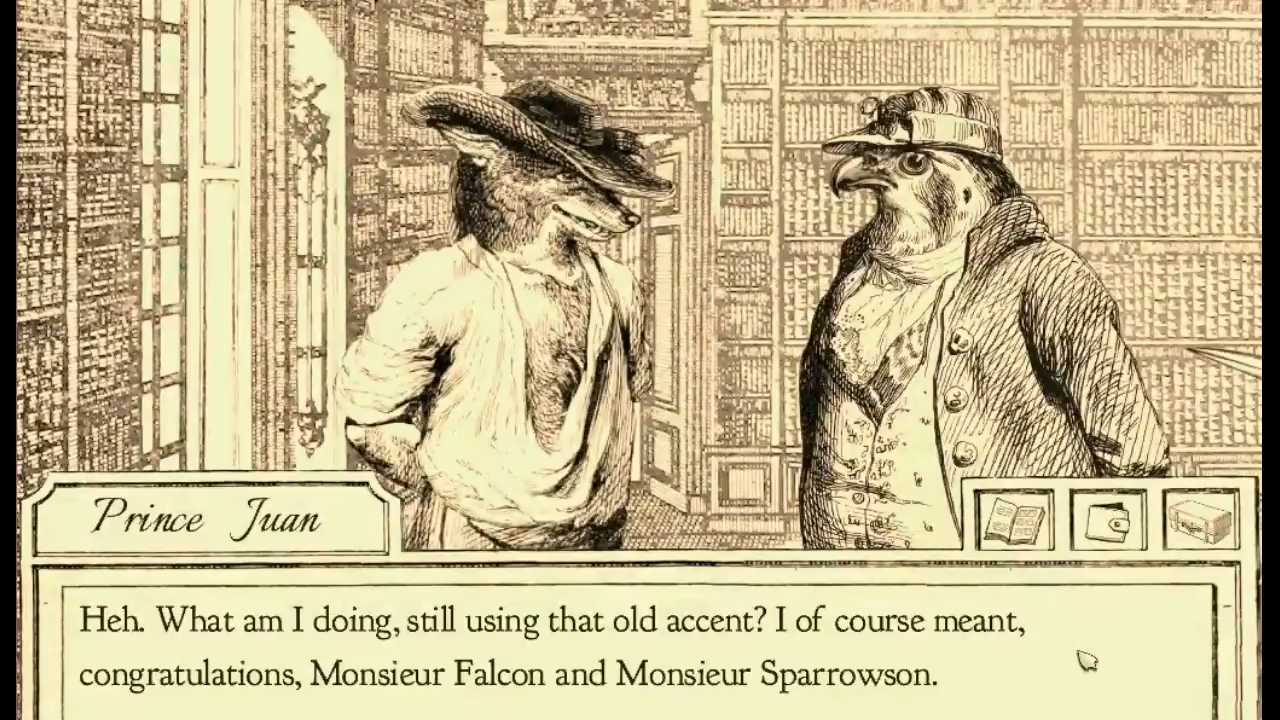 Prince Juan
Heh. What am I doing, still using that old accent? I of course meant,
congratulations, Monsieur Falcon and Monsieur Sparrowson.